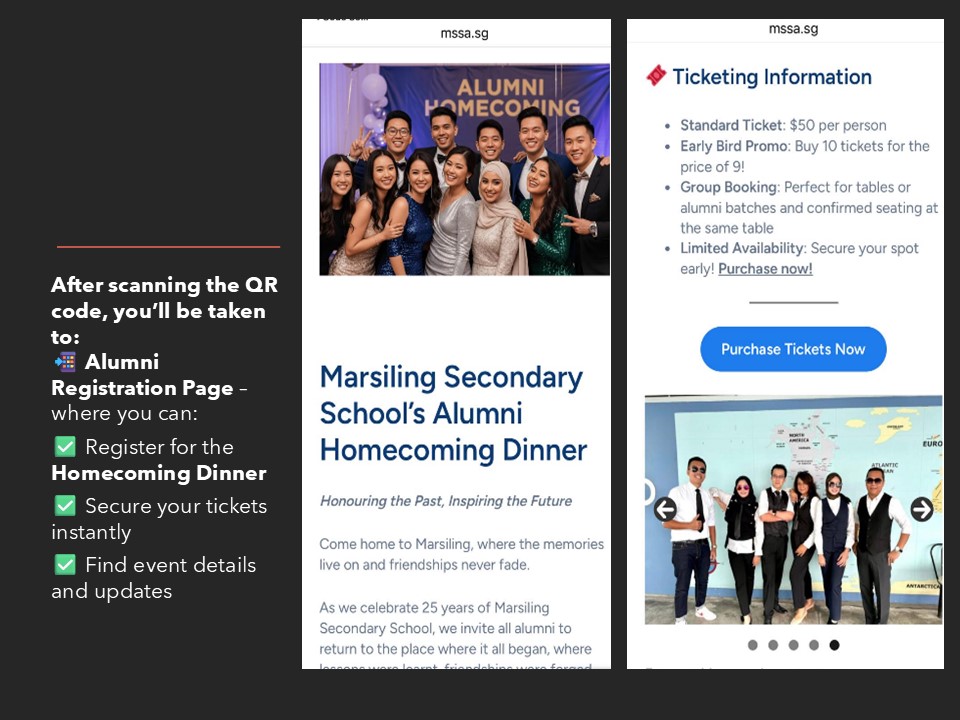 After scanning the QR
code, you’ll be taken
to:
📲 Alumni
Registration Page –
where you can:
✅ Register for the
Homecoming Dinner
✅ Secure your tickets
instantly
✅ Find event details
and updates
mssa.sg
ALUMNI
HOMECOMING
Marsiling Secondary
School’s Alumni
Homecoming Dinner
Honouring the Past, Inspiring the Future
Come home to Marsiling, where the memories
live on and friendships never fade.
As we celebrate 25 years of Marsiling
Secondary School, we invite all alumni to
return to the place where it all began, where
lessons were learnt, friendships were forged
mssa.sg
🎟 Ticketing Information
• Standard Ticket: $50 per person
• Early Bird Promo: Buy 10 tickets for the
price of 9!
• Group Booking: Perfect for tables or
alumni batches and confirmed seating at
the same table
• Limited Availability: Secure your spot
early! Purchase now!
Purchase Tickets Now
NORTH
AMERICA
EURO
ATLANTIC
ANTARCTICA